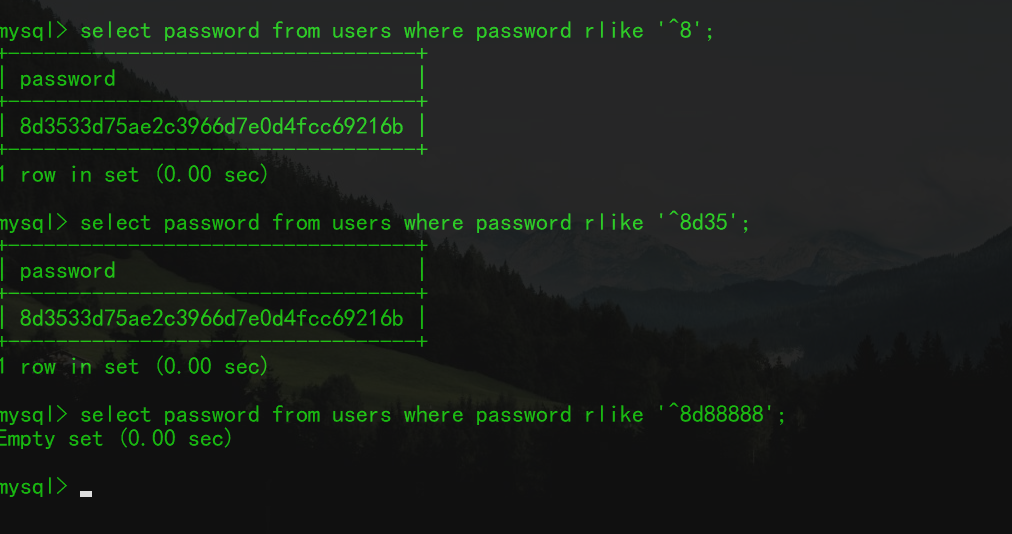 mysql> select password from users where password rlike '^8';
+----------------------------------+
| password                         |
+----------------------------------+
| 8d3533d75ae2c3966d7e0d4fcc69216b |
+----------------------------------+
1 row in set (0.00 sec)
mysql> select password from users where password rlike '^8d35';
+----------------------------------+
| password                         |
+----------------------------------+
| 8d3533d75ae2c3966d7e0d4fcc69216b |
+----------------------------------+
1 row in set (0.00 sec)
mysql> select password from users where password rlike '^8d88888';
Empty set (0.00 sec)
mysql>